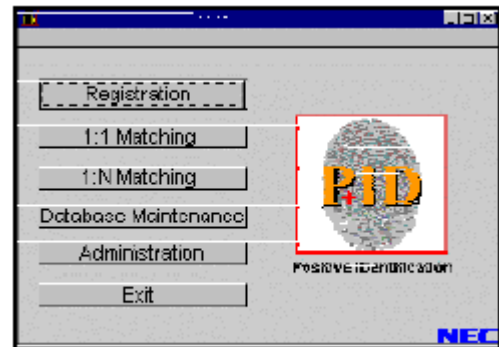 Registration
1:1 Matching
1:N Matching
Database Maintenance
Administration
Exit
PID
Positive Identification
NEC